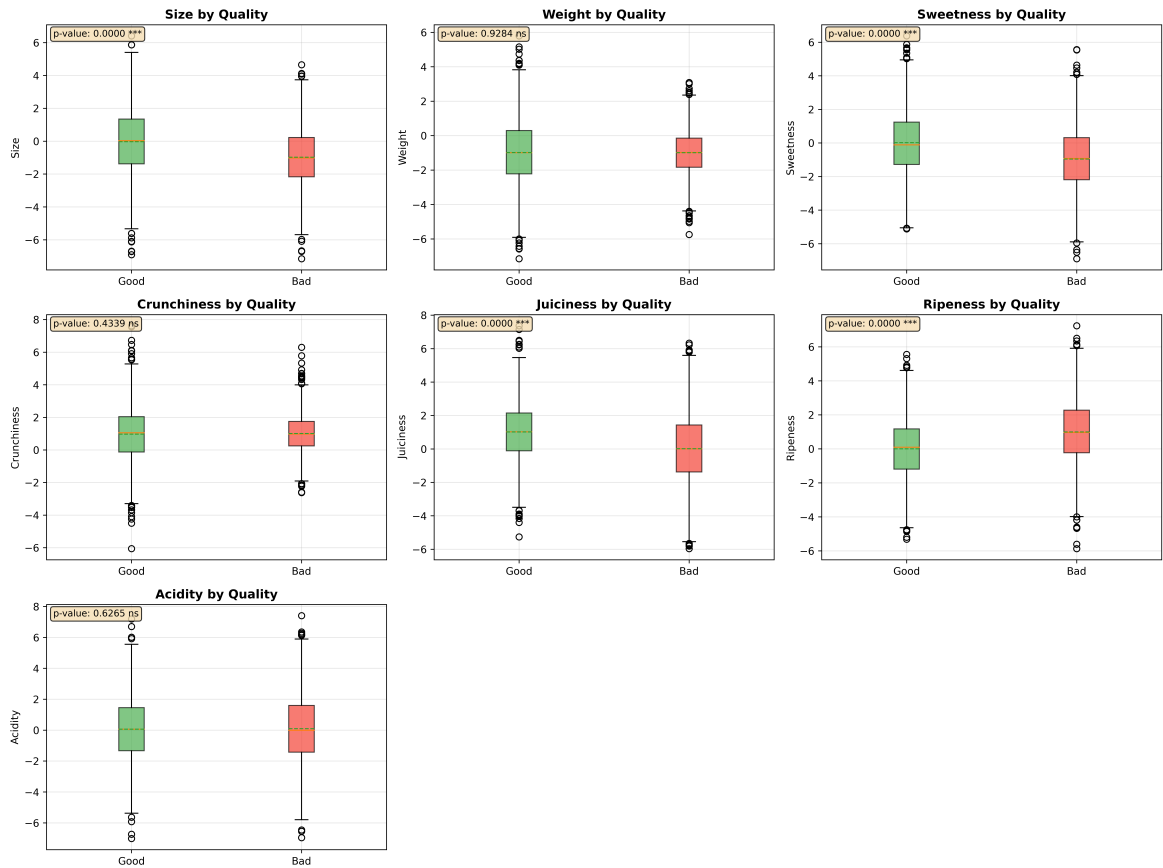 Size by Quality
p-value: 0.0000 ***
6
4
2
0
−2
−4
−6
Size
Good
Bad
Weight by Quality
p-value: 0.9284 ns
6
4
2
0
−2
−4
−6
Weight
Good
Bad
Sweetness by Quality
p-value: 0.0000 ***
6
4
2
0
−2
−4
−6
Sweetness
Good
Bad
Crunchiness by Quality
p-value: 0.4339 ns
8
6
4
2
0
−2
−4
−6
Crunchiness
Good
Bad
Juiciness by Quality
p-value: 0.0000 ***
8
6
4
2
0
−2
−4
−6
Juiciness
Good
Bad
Ripeness by Quality
p-value: 0.0000 ***
6
4
2
0
−2
−4
−6
Ripeness
Good
Bad
Acidity by Quality
p-value: 0.6265 ns
8
6
4
2
0
−2
−4
−6
Acidity
Good
Bad